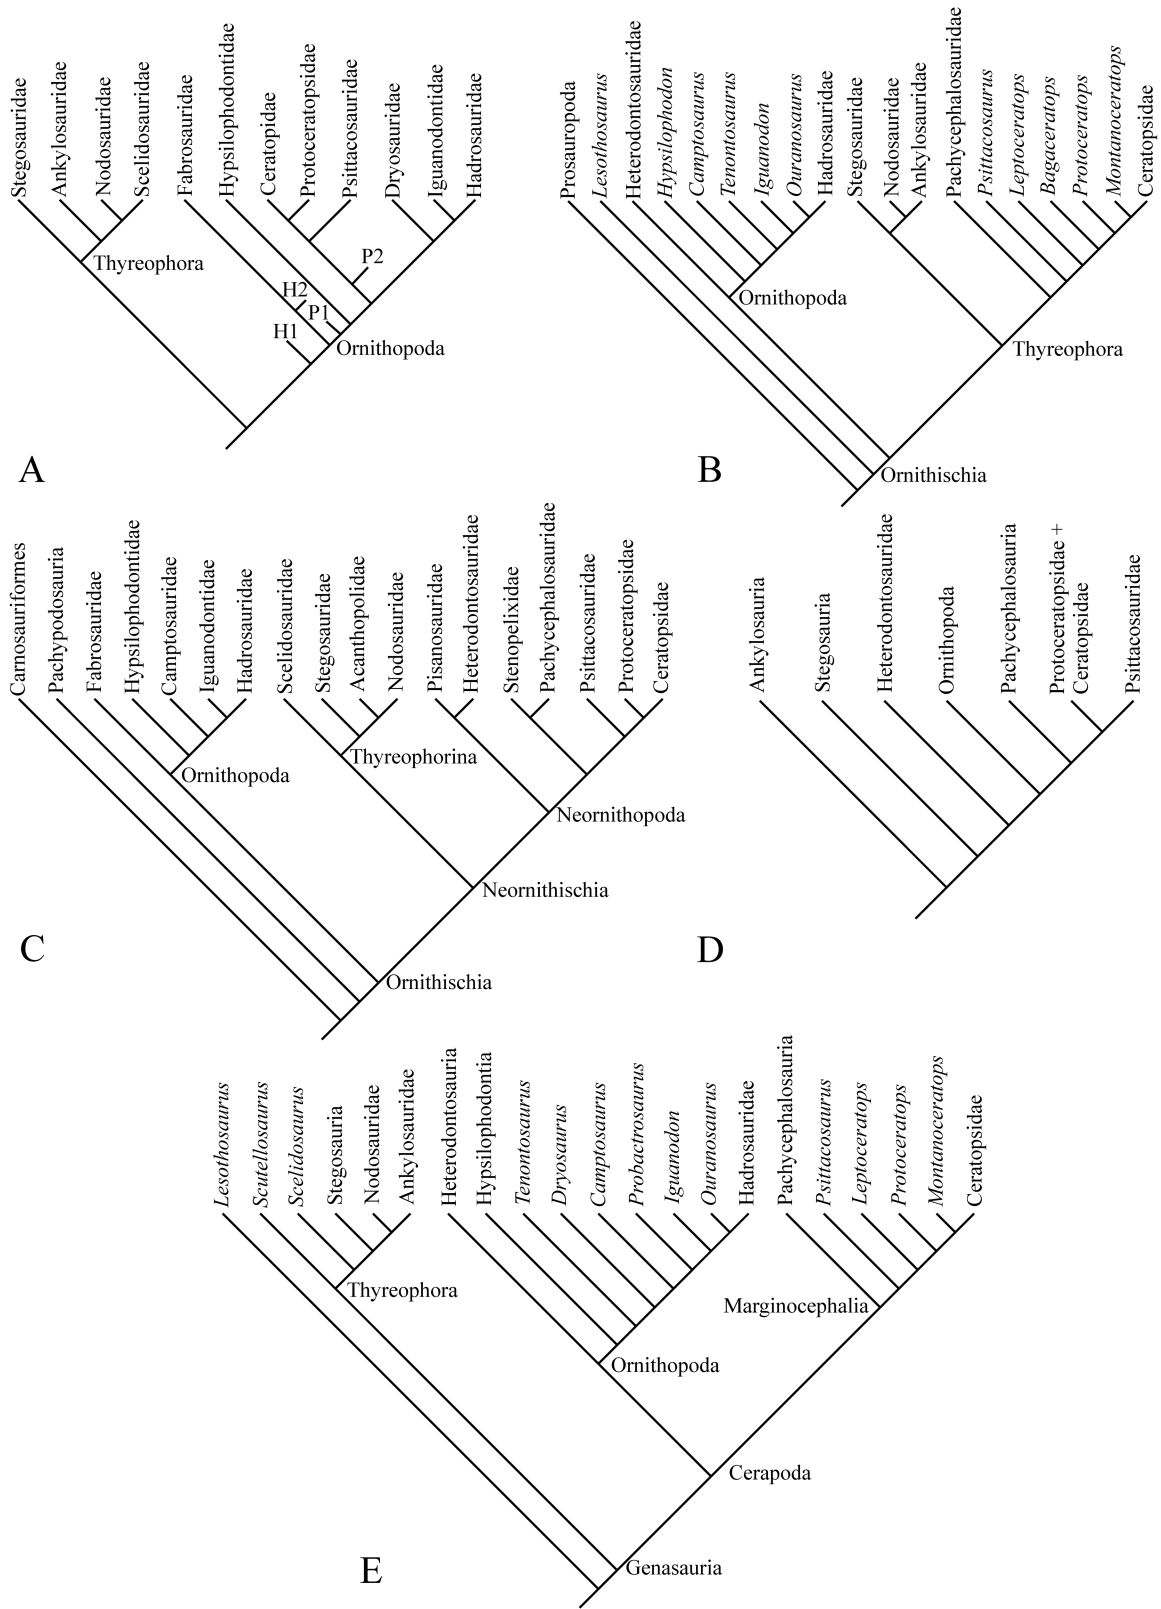 Stegosauridae
Ankylosauridae
Nodosauridae
Scelidosauridae
Fabrosauridae
Hypsilophodontidae
Ceratopidae
Protoceratopsidae
Psittacosauridae
Dryosauridae
Iguanodontidae
Hadrosauridae
Thyreophora
P2
H2
P1
H1
Ornithopoda
A
Prosauropoda
Lesothosaurus
Heterodontosauridae
Hypsilophodon
Camptosaurus
Tenontosaurus
Iguanodon
Ouranosaurus
Hadrosauridae
Stegosauridae
Nodosauridae
Ankylosauridae
Pachycephalosauridae
Psittacosaurus
Leptoceratops
Bagaceratops
Protoceratops
Montanoceratops
Ceratopsidae
Ornithopoda
Thyreophora
Ornithischia
B
Carnosauriformes
Pachypodosauria
Fabrosauridae
Hypsilophodontidae
Camptosauridae
Iguanodontidae
Hadrosauridae
Scelidosauridae
Stegosauridae
Acanthopolidae
Nodosauridae
Pisanosauridae
Heterodontosauridae
Stenopelixidae
Pachycephalosauridae
Psittacosauridae
Protoceratopsidae
Ceratopsidae
Ornithopoda
Thyreophorina
Neornithopoda
Neornithischia
Ornithischia
C
Ankylosauria
Stegosauria
Heterodontosauridae
Ornithopoda
Pachycephalosauria
Protoceratopsidae +
Ceratopsidae
Psittacosauridae
D
Lesothosaurus
Scutellosaurus
Scelidosaurus
Stegosauria
Nodosauridae
Ankylosauridae
Heterodontosauria
Hypsilophodontia
Tenontosaurus
Dryosaurus
Camptosaurus
Probactrosaurus
Iguanodon
Ouranosaurus
Hadrosauridae
Pachycephalosauria
Psittacosaurus
Leptoceratops
Protoceratops
Montanoceratops
Ceratopsidae
Thyreophora
Marginocephalia
Ornithopoda
Cerapoda
Genasauria
E